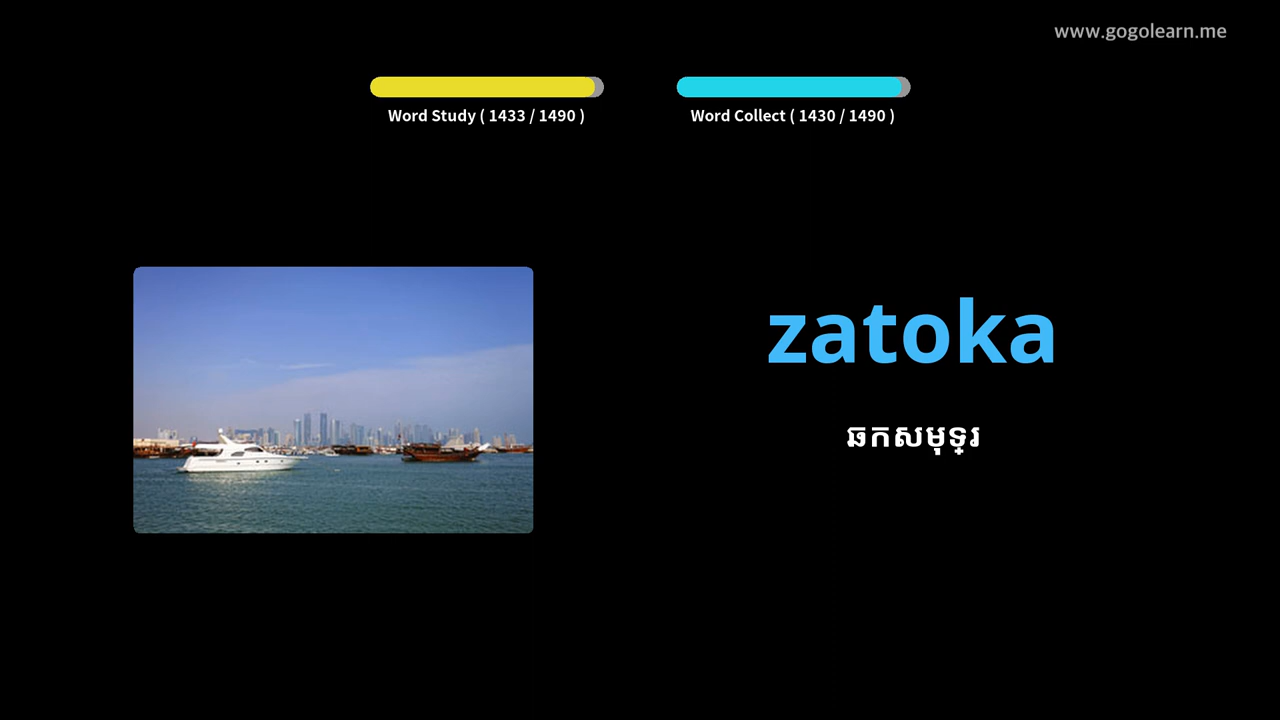 www.gogolearn.me
Word Study ( 1433 / 1490 )
Word Collect ( 1430 / 1490 )
zatoka
ឆកសមុទ្រ